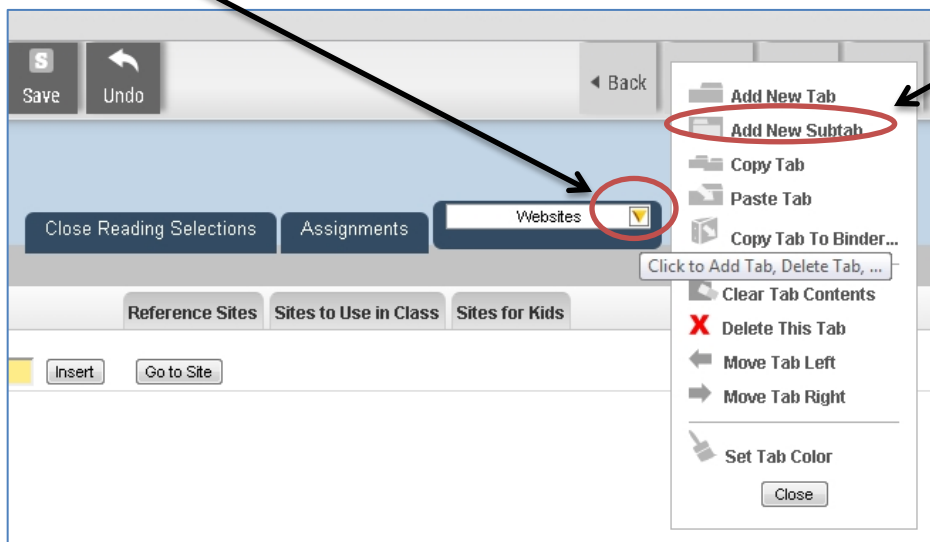 S
Save
Undo
Back
Add New Tab
Add New Subtab
Copy Tab
Paste Tab
Copy Tab To Binder...
Click to Add Tab, Delete Tab, ...
Clear Tab Contents
X Delete This Tab
Move Tab Left
Move Tab Right
Set Tab Color
Close
Close Reading Selections
Assignments
Websites
Reference Sites
Sites to Use in Class
Sites for Kids
Insert
Go to Site